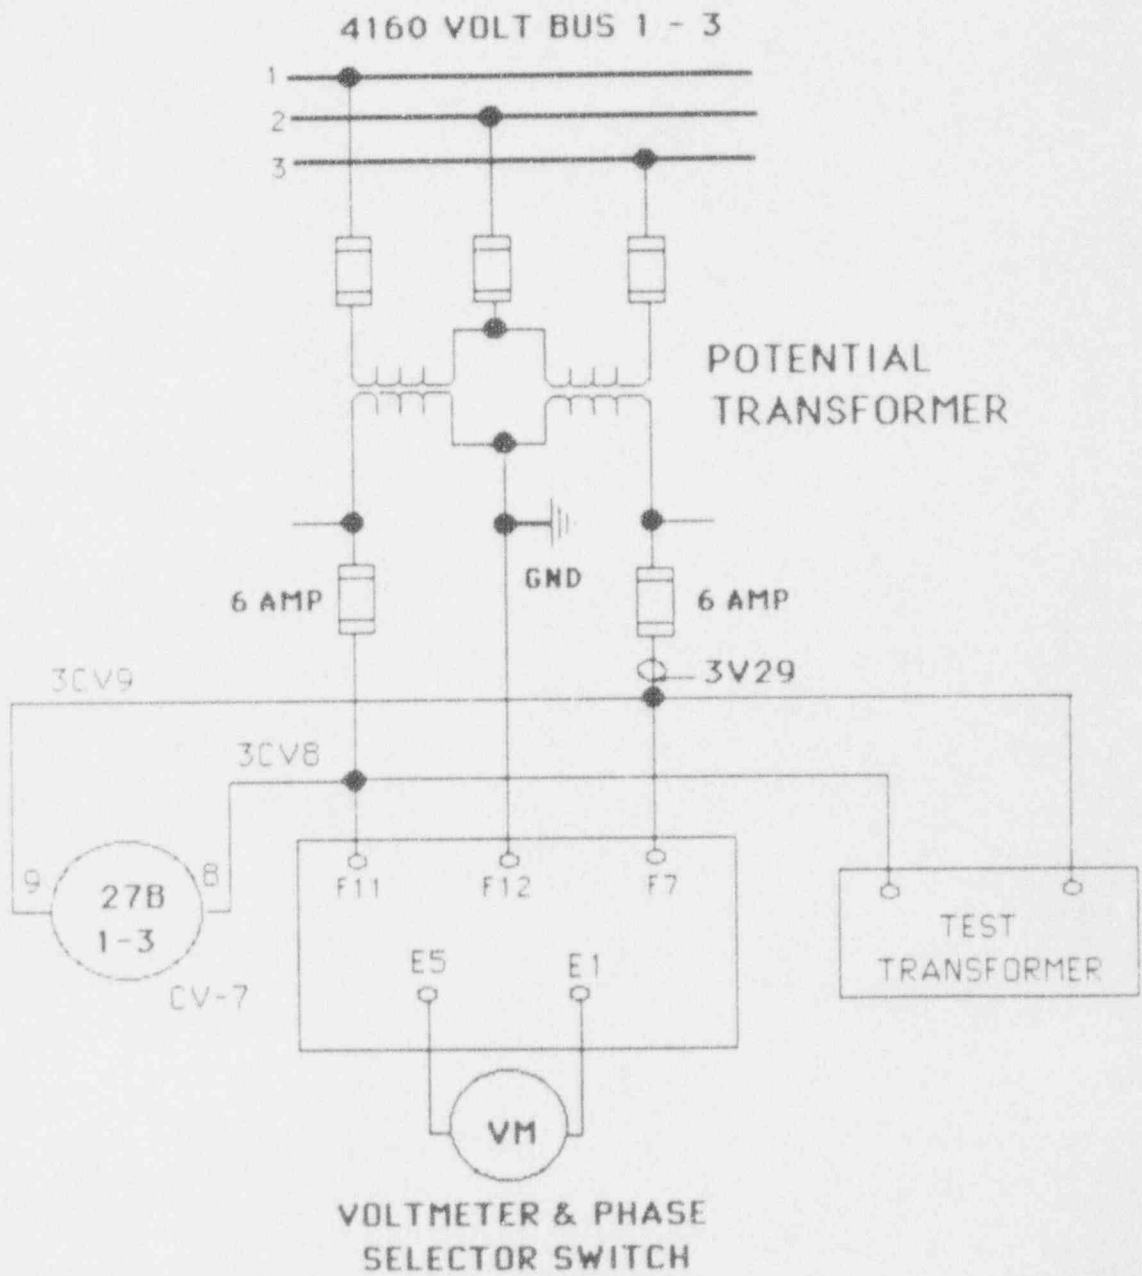 4160 VOLT BUS 1 - 3
1
2
3
POTENTIAL
TRANSFORMER
GND
6 AMP
6 AMP
3V29
3CV9
3CV8
9
8
27B
1-3
CV-7
F11
F12
F7
E5
E1
TEST
TRANSFORMER
VM
VOLTMETER & PHASE
SELECTOR SWITCH